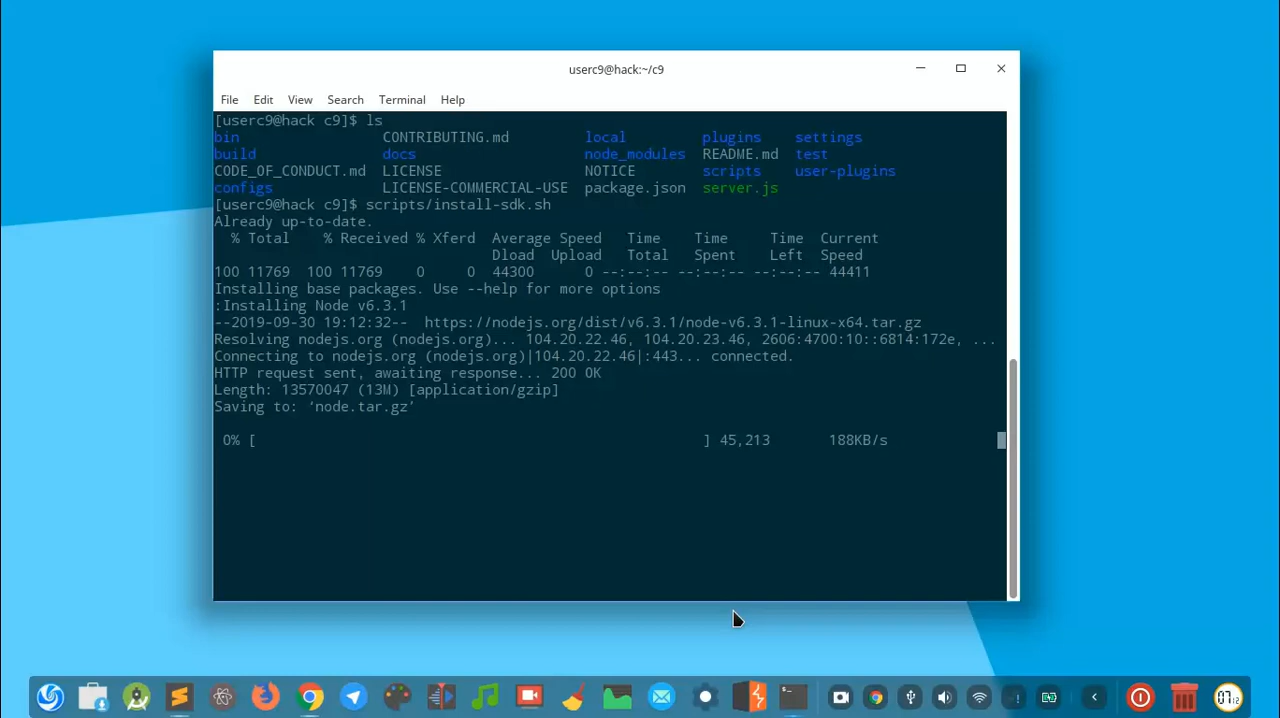 userc9@hack:~/c9
File Edit View Search Terminal Help
[userc9@hack c9]$ ls
bin CONTRIBUTING.md local plugins settings
build docs node_modules README.md test
CODE_OF_CONDUCT.md LICENSE NOTICE scripts user-plugins
configs LICENSE-COMMERCIAL-USE package.json server.js
[userc9@hack c9]$ scripts/install-sdk.sh
Already up-to-date.
% Total % Received % Xferd Average Speed Time Time Time Current
Dload Upload Total Spent Left Speed
100 11769 100 11769 0 0 44300 0 --:--:-- --:--:-- --:--:-- 44411
Installing base packages. Use --help for more options
:Installing Node v6.3.1
--2019-09-30 19:12:32-- https://nodejs.org/dist/v6.3.1/node-v6.3.1-linux-x64.tar.gz
Resolving nodejs.org (nodejs.org)... 104.20.22.46, 104.20.23.46, 2606:4700:10::6814:172e, ...
Connecting to nodejs.org (nodejs.org)|104.20.22.46|:443... connected.
HTTP request sent, awaiting response... 200 OK
Length: 13570047 (13M) [application/gzip]
Saving to: ‘node.tar.gz’
0% [ ] 45,213 188KB/s